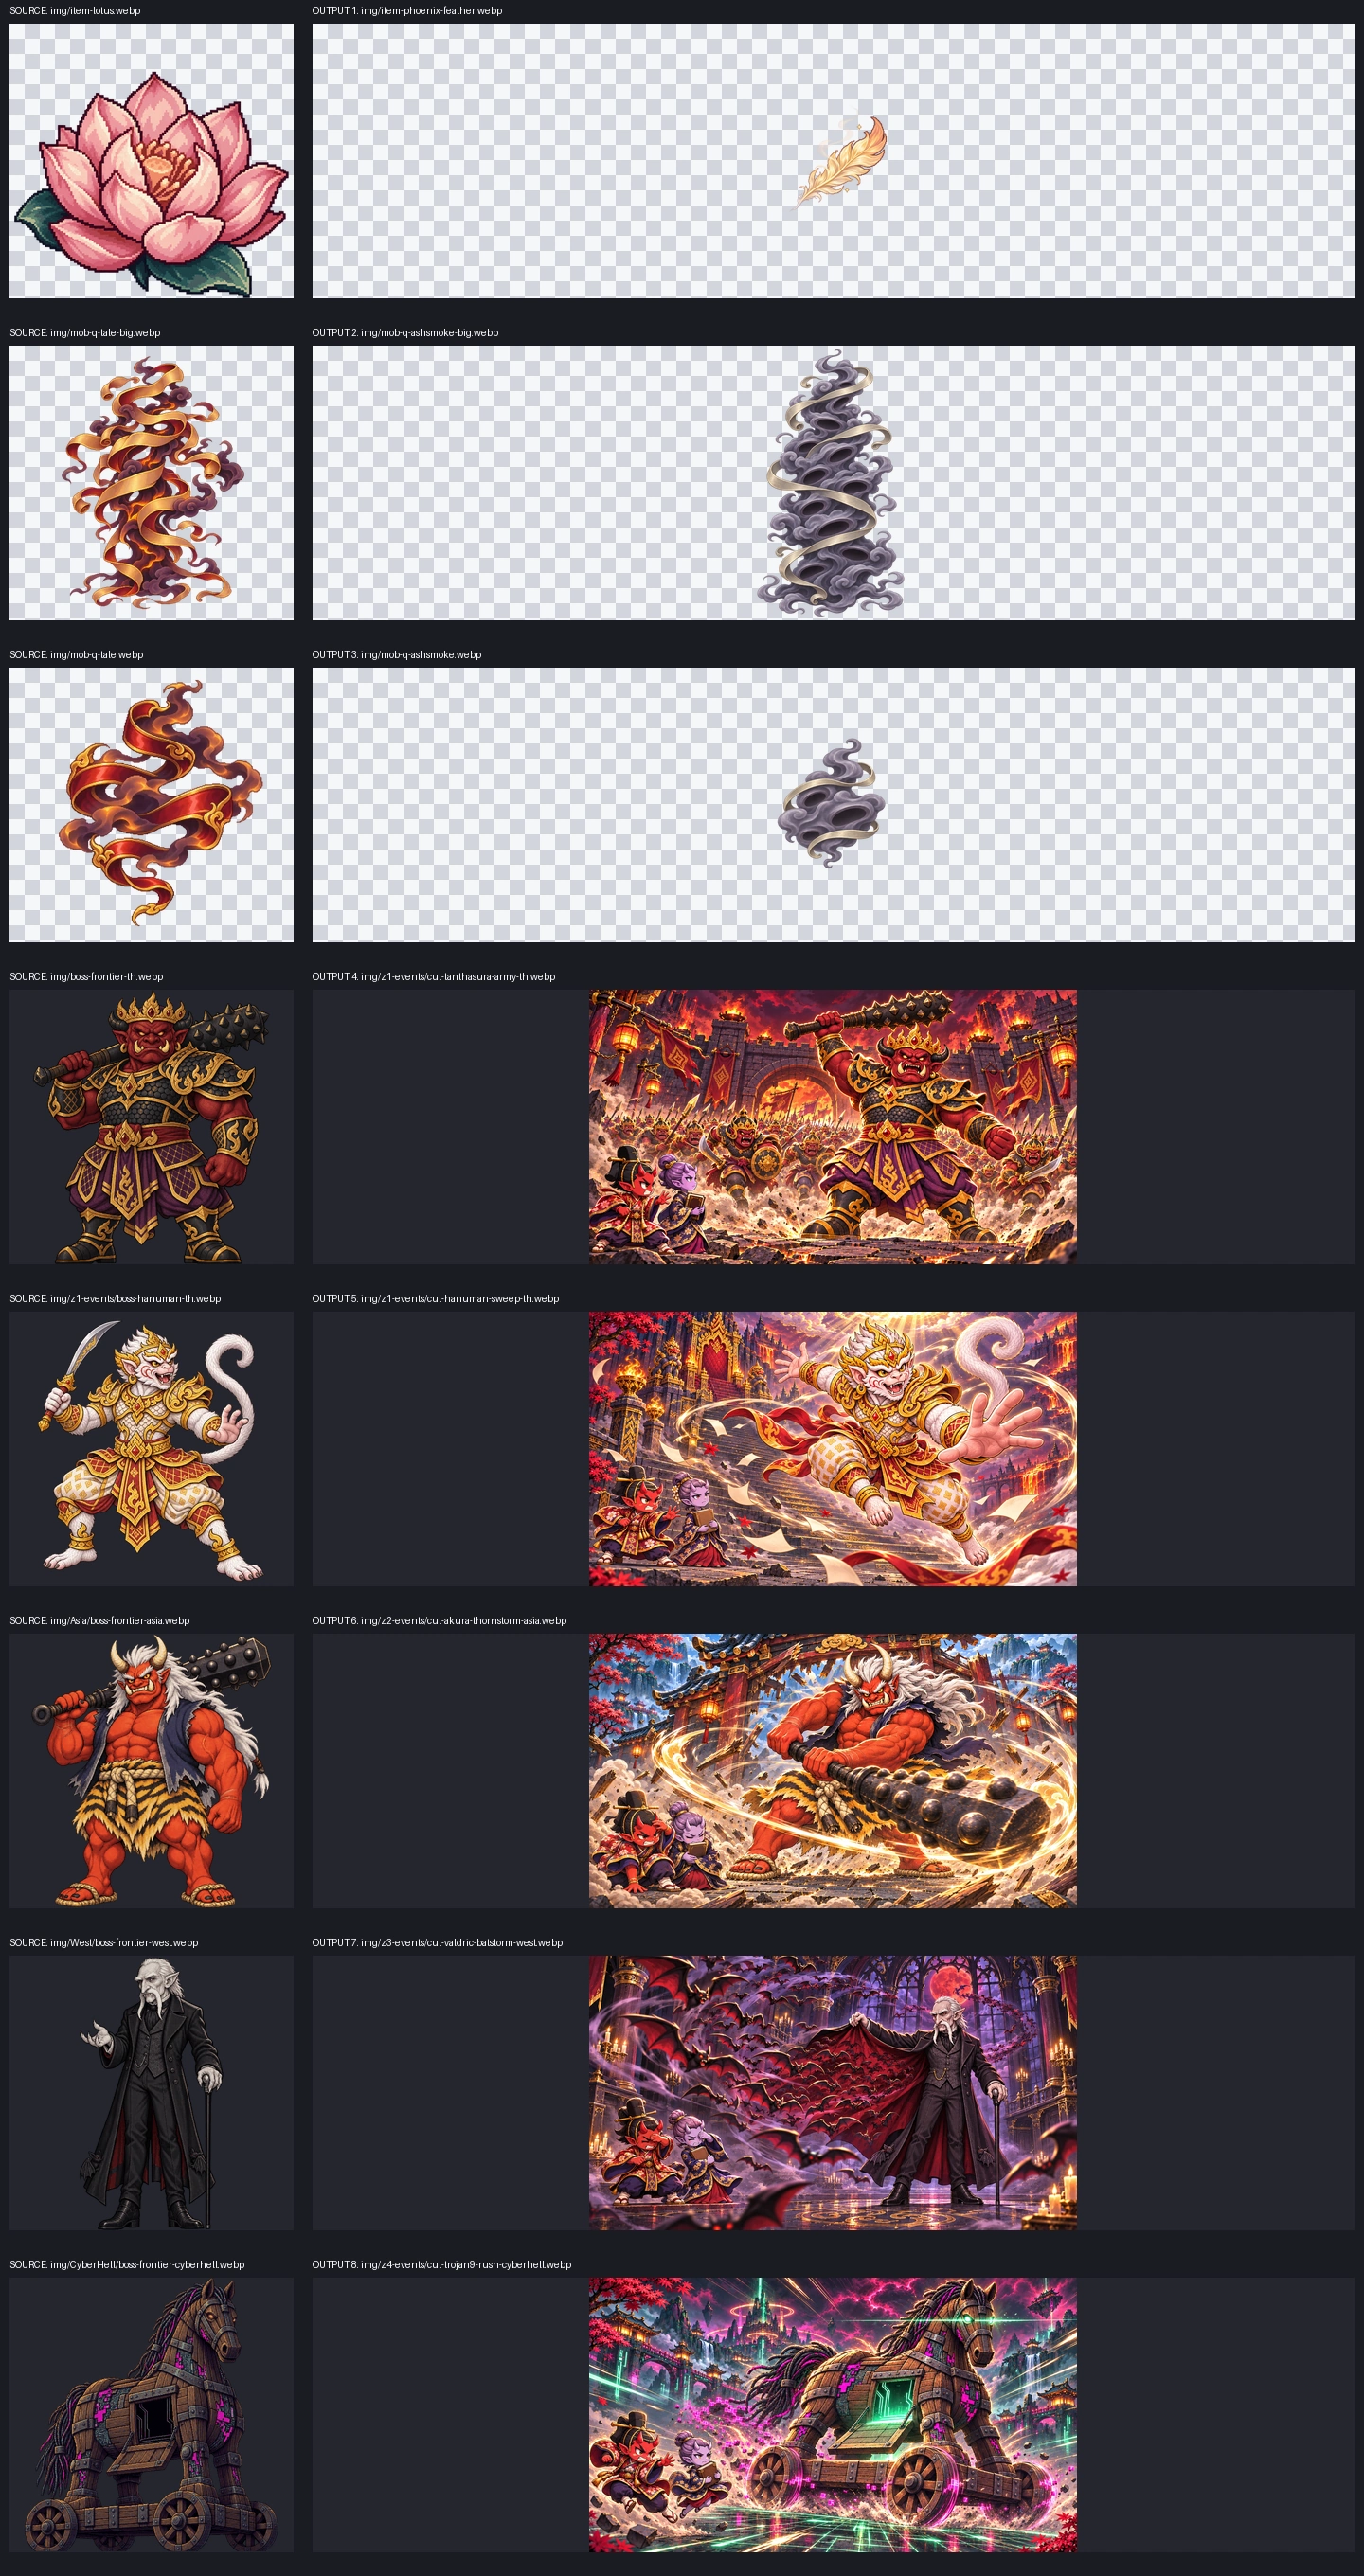 SOURCE: img/item-lotus.webp
OUTPUT 1: img/item-phoenix-feather.webp
SOURCE: img/mob-q-tale-big.webp
OUTPUT 2: img/mob-q-ashsmoke-big.webp
SOURCE: img/mob-q-tale.webp
OUTPUT 3: img/mob-q-ashsmoke.webp
SOURCE: img/boss-frontier-th.webp
OUTPUT 4: img/z1-events/cut-tanthasura-army-th.webp
SOURCE: img/z1-events/boss-hanuman-th.webp
OUTPUT 5: img/z1-events/cut-hanuman-sweep-th.webp
SOURCE: img/Asia/boss-frontier-asia.webp
OUTPUT 6: img/z2-events/cut-akura-thornstorm-asia.webp
SOURCE: img/West/boss-frontier-west.webp
OUTPUT 7: img/z3-events/cut-valdric-batstorm-west.webp
SOURCE: img/CyberHell/boss-frontier-cyberhell.webp
OUTPUT 8: img/z4-events/cut-trojan9-rush-cyberhell.webp